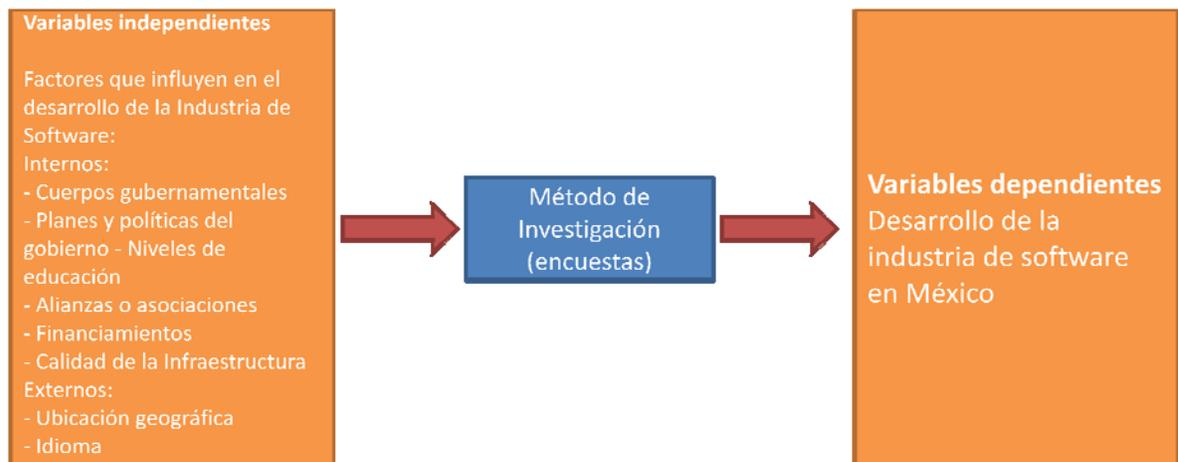 Variables independientes
Factores que influyen en el
desarrollo de la Industria de
Software:
Internos:
- Cuerpos gubernamentales
- Planes y políticas del
gobierno - Niveles de
educación
- Alianzas o asociaciones
- Financiamientos
- Calidad de la Infraestructura
Externos:
- Ubicación geográfica
- Idioma
Método de
Investigación
(encuestas)
Variables dependientes
Desarrollo de la
industria de software
en México